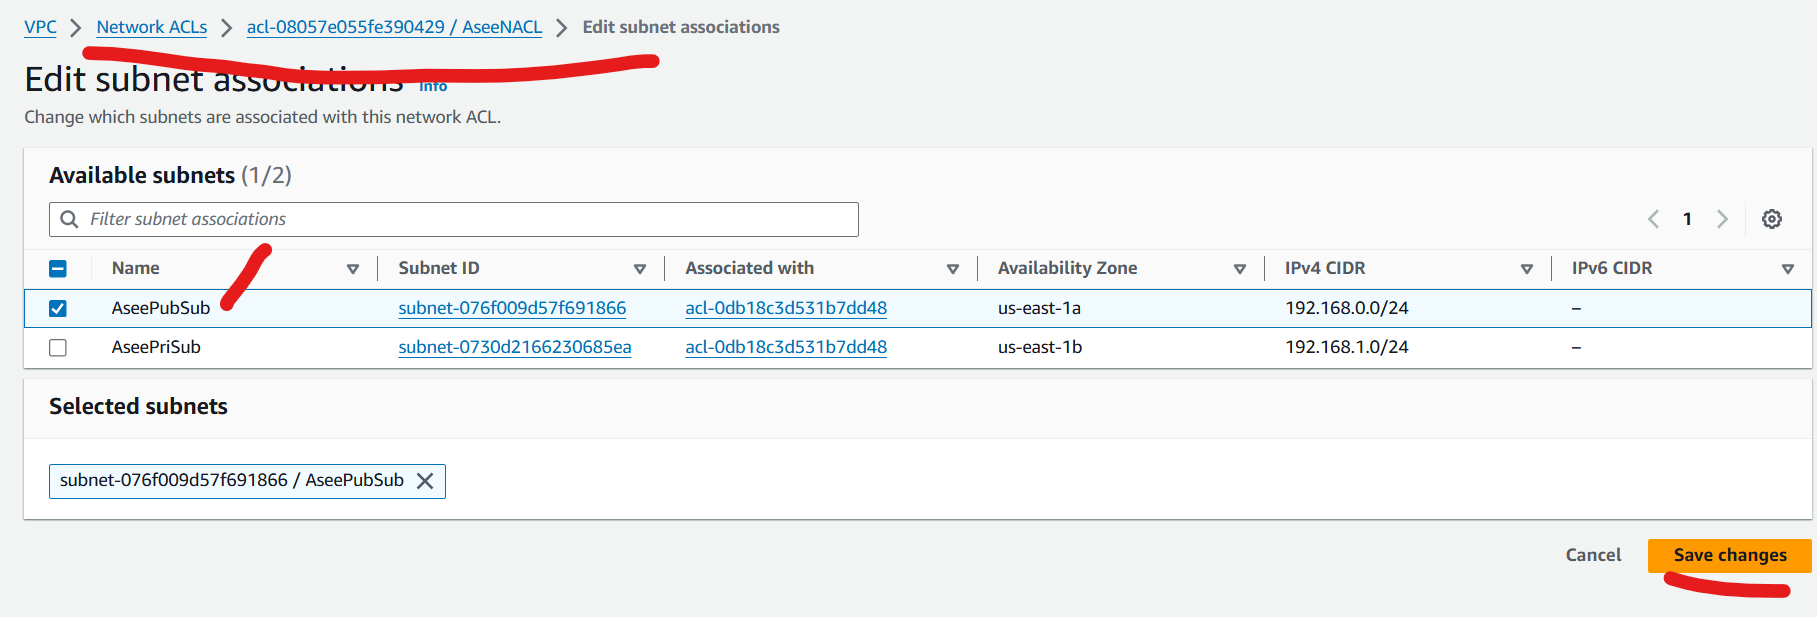 VPC > Network ACLs > acl-08057e055fe390429 / AseeNACL > Edit subnet associations
Edit subnet associations Info
Change which subnets are associated with this network ACL.
Available subnets (1/2)
Filter subnet associations
1
Name Subnet ID Associated with Availability Zone IPv4 CIDR IPv6 CIDR
AseePubSub subnet-076f009d57f691866 acl-0db18c3d531b7dd48 us-east-1a 192.168.0.0/24 –
AseePriSub subnet-0730d2166230685ea acl-0db18c3d531b7dd48 us-east-1b 192.168.1.0/24 –
Selected subnets
subnet-076f009d57f691866 / AseePubSub
Cancel Save changes